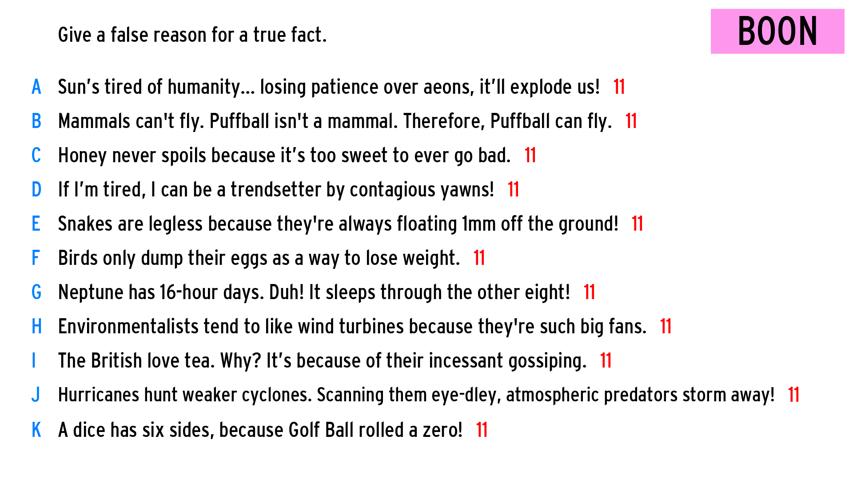 Give a false reason for a true fact.
BOON
A Sun's tired of humanity... losing patience over aeons, it'll explode us! 11
B Mammals can't fly. Puffball isn't a mammal. Therefore, Puffball can fly. 11
C Honey never spoils because it's too sweet to ever go bad. 11
D If I'm tired, I can be a trendsetter by contagious yawns! 11
E Snakes are legless because they're always floating 1mm off the ground! 11
F Birds only dump their eggs as a way to lose weight. 11
G Neptune has 16-hour days. Duh! It sleeps through the other eight! 11
H Environmentalists tend to like wind turbines because they're such big fans. 11
I The British love tea. Why? It's because of their incessant gossiping. 11
J Hurricanes hunt weaker cyclones. Scanning them eye-dley, atmospheric predators storm away! 11
K A dice has six sides, because Golf Ball rolled a zero! 11